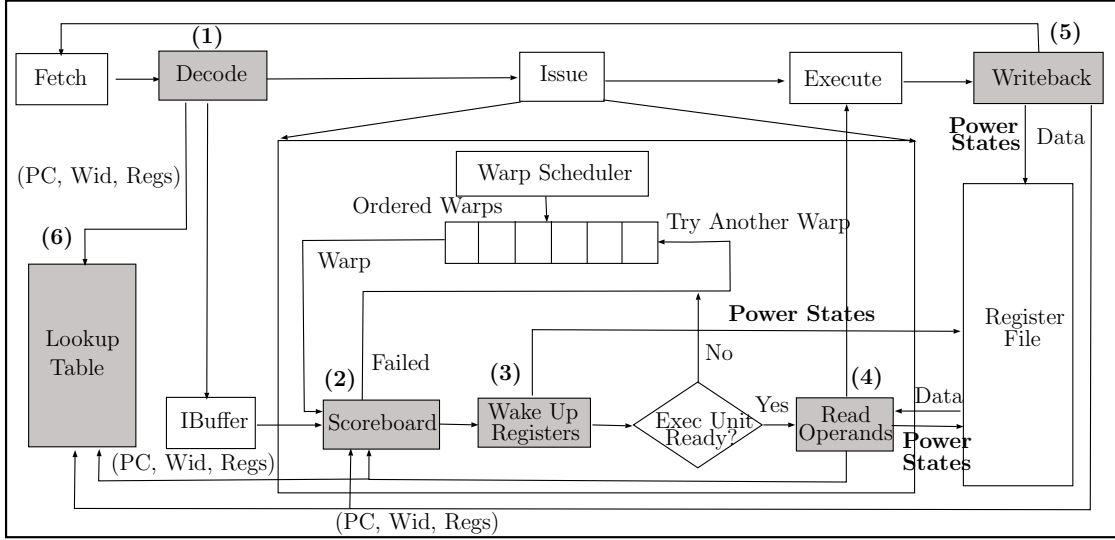 (1)
(5)
Fetch
Decode
Issue
Execute
Writeback
Power
States
Data
(PC, Wid, Regs)
Warp Scheduler
Ordered Warps
Try Another Warp
(6)
Warp
Lookup
Table
Power States
Register
File
Failed
No
(2)
(3)
(4)
IBuffer
Scoreboard
Wake Up
Registers
Exec Unit
Ready?
Yes
Read
Operands
Data
Power
States
(PC, Wid, Regs)
(PC, Wid, Regs)